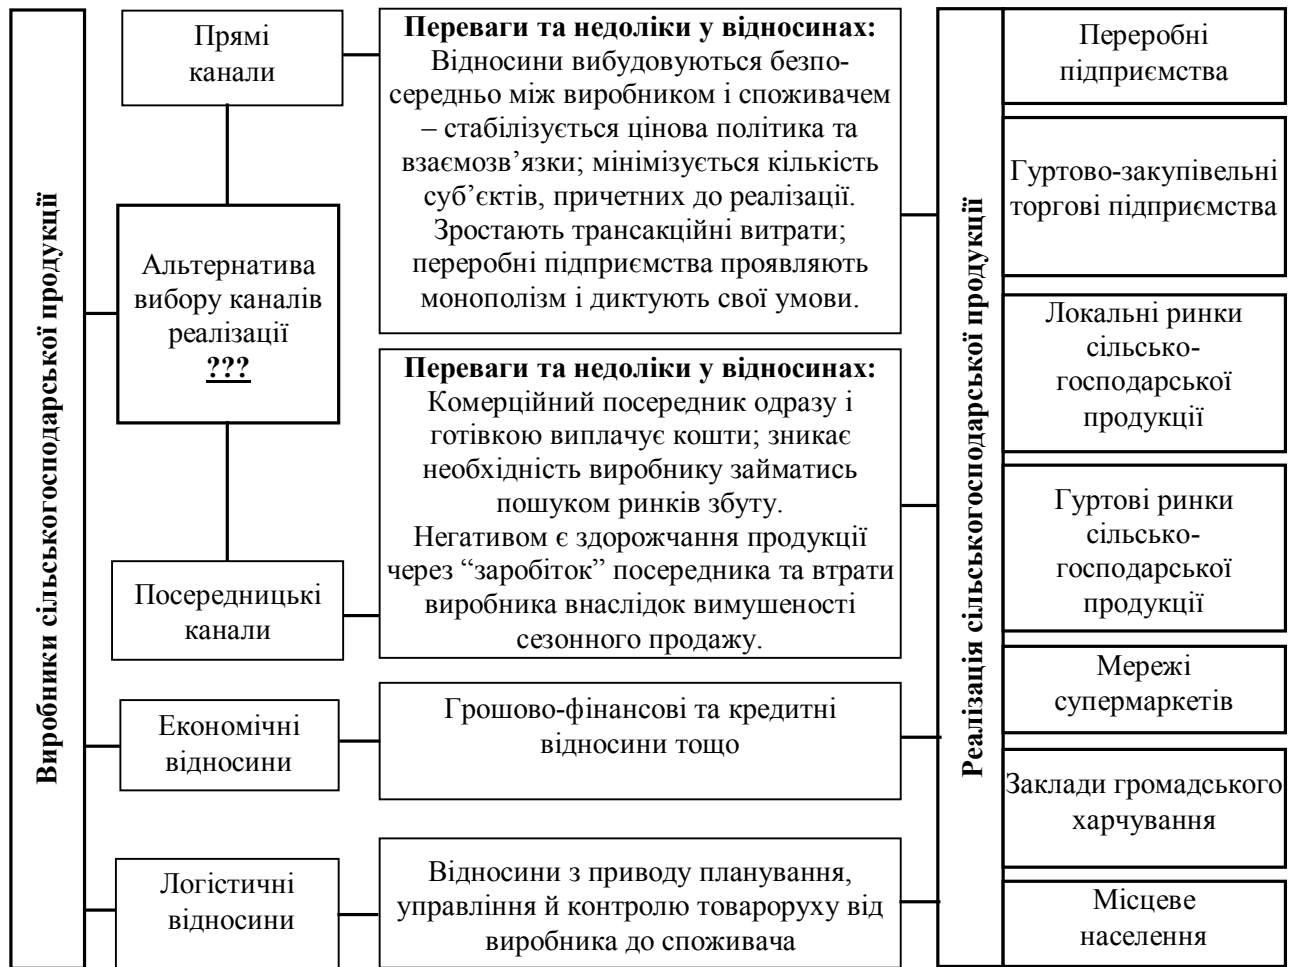 Виробники сільськогосподарської продукції
Прямі
канали
Альтернатива
вибору каналів
реалізації
???
Посередницькі
канали
Економічні
відносини
Логістичні
відносини
Переваги та недоліки у відносинах:
Відносини вибудовуються безпо-
середньо між виробником і споживачем
– стабілізується цінова політика та
взаємозв’язки; мінімізується кількість
суб’єктів, причетних до реалізації.
Зростають трансакційні витрати;
переробні підприємства проявляють
монополізм і диктують свої умови.
Переваги та недоліки у відносинах:
Комерційний посередник одразу і
готівкою виплачує кошти; зникає
необхідність виробнику займатись
пошуком ринків збуту.
Негативом є здорожчання продукції
через “заробіток” посередника та втрати
виробника внаслідок вимушеності
сезонного продажу.
Грошово-фінансові та кредитні
відносини тощо
Відносини з приводу планування,
управління й контролю товароруху від
виробника до споживача
Реалізація сільськогосподарської продукції
Переробні
підприємства
Гуртово-закупівельні
торгові підприємства
Локальні ринки
сільсько-
господарської
продукції
Гуртові ринки
сільсько-
господарської
продукції
Мережі
супермаркетів
Заклади громадського
харчування
Місцеве
населення